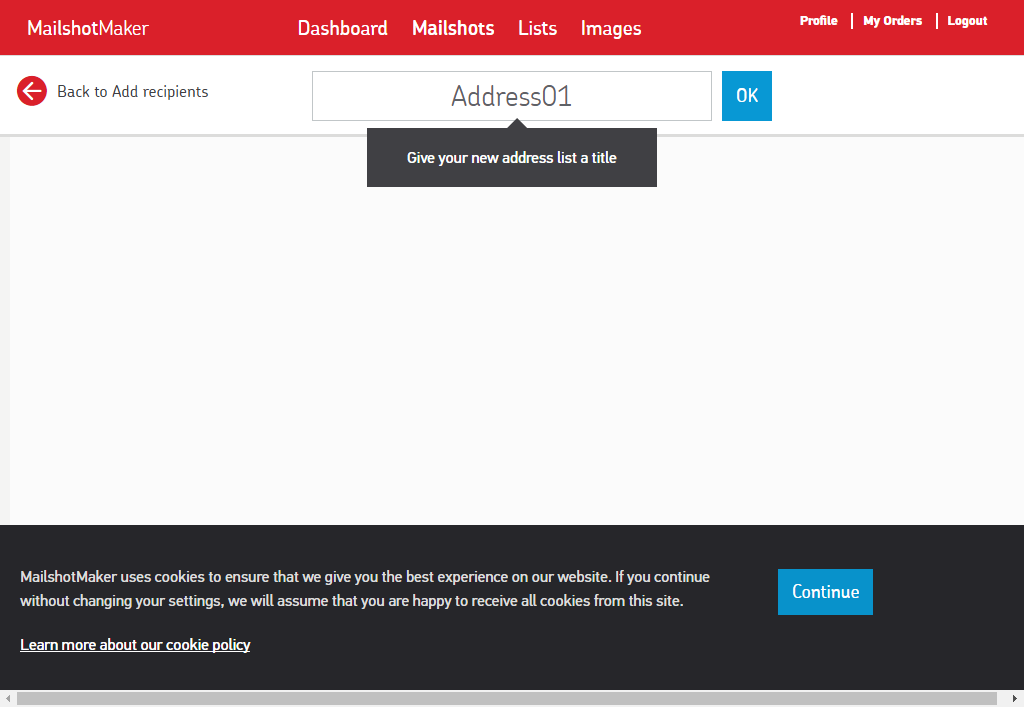 MailshotMaker
Dashboard Mailshots Lists Images
Profile My Orders Logout
Back to Add recipients
Address01
OK
Give your new address list a title
MailshotMaker uses cookies to ensure that we give you the best experience on our website. If you continue
without changing your settings, we will assume that you are happy to receive all cookies from this site.
Continue
Learn more about our cookie policy